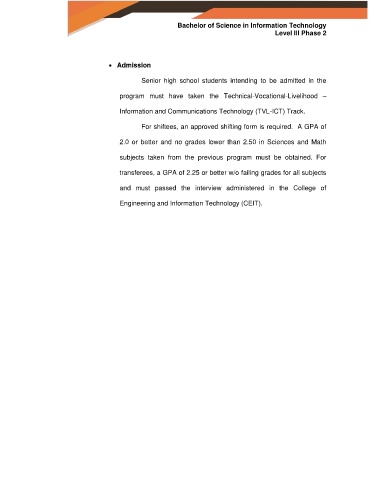 Bachelor of Science in Information Technology
Level III Phase 2
• Admission
Senior high school students intending to be admitted in the
program must have taken the Technical-Vocational-Livelihood –
Information and Communications Technology (TVL-ICT) Track.
For shiftees, an approved shifting form is required. A GPA of
2.0 or better and no grades lower than 2.50 in Sciences and Math
subjects taken from the previous program must be obtained. For
transferees, a GPA of 2.25 or better w/o failing grades for all subjects
and must passed the interview administered in the College of
Engineering and Information Technology (CEIT).